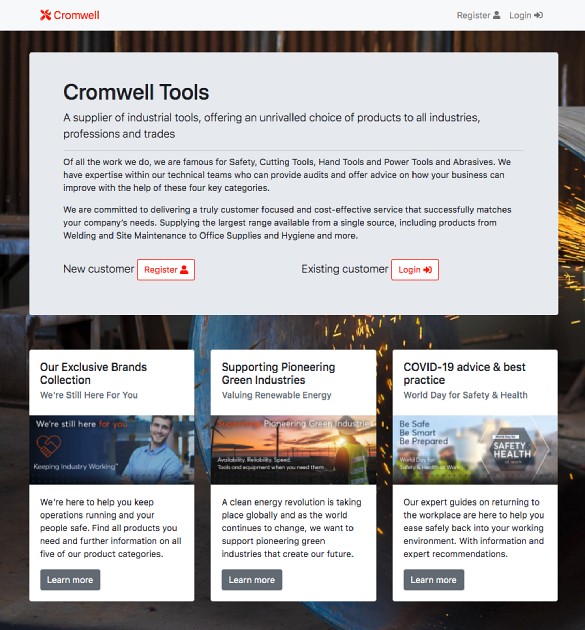 Cromwell
Register Login
Cromwell Tools
A supplier of industrial tools, offering an unrivalled choice of products to all industries,
professions and trades
Of all the work we do, we are famous for Safety, Cutting Tools, Hand Tools and Power Tools and Abrasives. We
have expertise within our technical teams who can provide audits and offer advice on how your business can
improve with the help of these four key categories.
We are committed to delivering a truly customer focused and cost-effective service that successfully matches
your company's needs. Supplying the largest range available from a single source, including products from
Welding and Site Maintenance to Office Supplies and Hygiene and more.
New customer Register
Existing customer Login
Our Exclusive Brands
Collection
We're Still Here For You
We're still here for you
Keeping Industry Working™
We're here to help you keep
operations running and your
people safe. Find all products you
need and further information on all
five of our product categories.
Learn more
Supporting Pioneering
Green Industries
Valuing Renewable Energy
Supporting Pioneering Green Industries
Availability. Reliability. Speed.
Tools and equipment when you need them
A clean energy revolution is taking
place globally and as the world
continues to change, we want to
support pioneering green
industries that create our future.
Learn more
COVID-19 advice & best
practice
World Day for Safety & Health
Be Safe
Be Smart
Be Prepared
World Day for
Safety & Health at Work
World Day for
SAFETY
HEALTH
at work
Our expert guides on returning to
the workplace are here to help you
ease safely back into your working
environment. With information and
expert recommendations.
Learn more